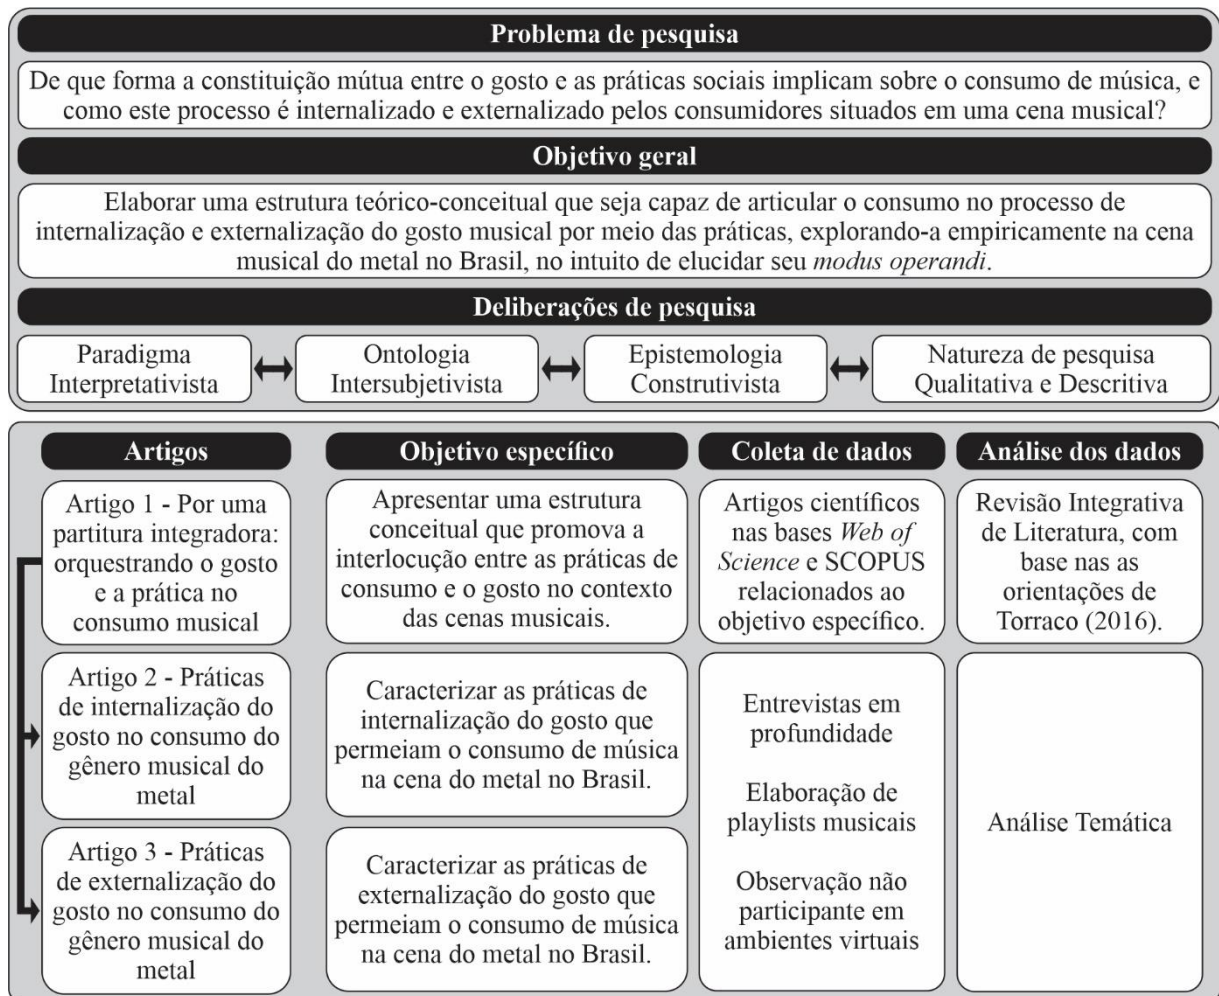 Problema de pesquisa
De que forma a constituição mútua entre o gosto e as práticas sociais implicam sobre o consumo de música, e
como este processo é internalizado e externalizado pelos consumidores situados em uma cena musical?
Objetivo geral
Elaborar uma estrutura teórico-conceitual que seja capaz de articular o consumo no processo de
internalização e externalização do gosto musical por meio das práticas, explorando-a empiricamente na cena
musical do metal no Brasil, no intuito de elucidar seu modus operandi.
Deliberações de pesquisa
Paradigma
Interpretativista
Ontologia
Intersubjetivista
Epistemologia
Construtivista
Natureza de pesquisa
Qualitativa e Descritiva
Artigos
Objetivo específico
Coleta de dados
Análise dos dados
Artigo 1 - Por uma
partitura integradora:
orquestrando o gosto
e a prática no
consumo musical
Apresentar uma estrutura
conceitual que promova a
interlocução entre as práticas de
consumo e o gosto no contexto
das cenas musicais.
Artigos científicos
nas bases Web of
Science e SCOPUS
relacionados ao
objetivo específico.
Revisão Integrativa
de Literatura, com
base nas as
orientações de
Torraco (2016).
Artigo 2 - Práticas
de internalização do
gosto no consumo do
gênero musical do
metal
Caracterizar as práticas de
internalização do gosto que
permeiam o consumo de música
na cena do metal no Brasil.
Entrevistas em
profundidade
Elaboração de
playlists musicais
Observação não
participante em
ambientes virtuais
Análise Temática
Artigo 3 - Práticas
de externalização do
gosto no consumo do
gênero musical do
metal
Caracterizar as práticas de
externalização do gosto que
permeiam o consumo de música
na cena do metal no Brasil.